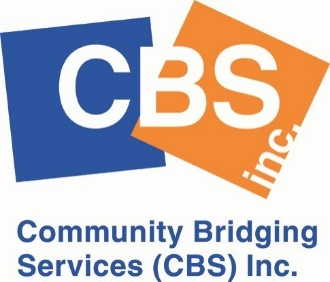 CBS
inc.
Community Bridging
Services (CBS) Inc.